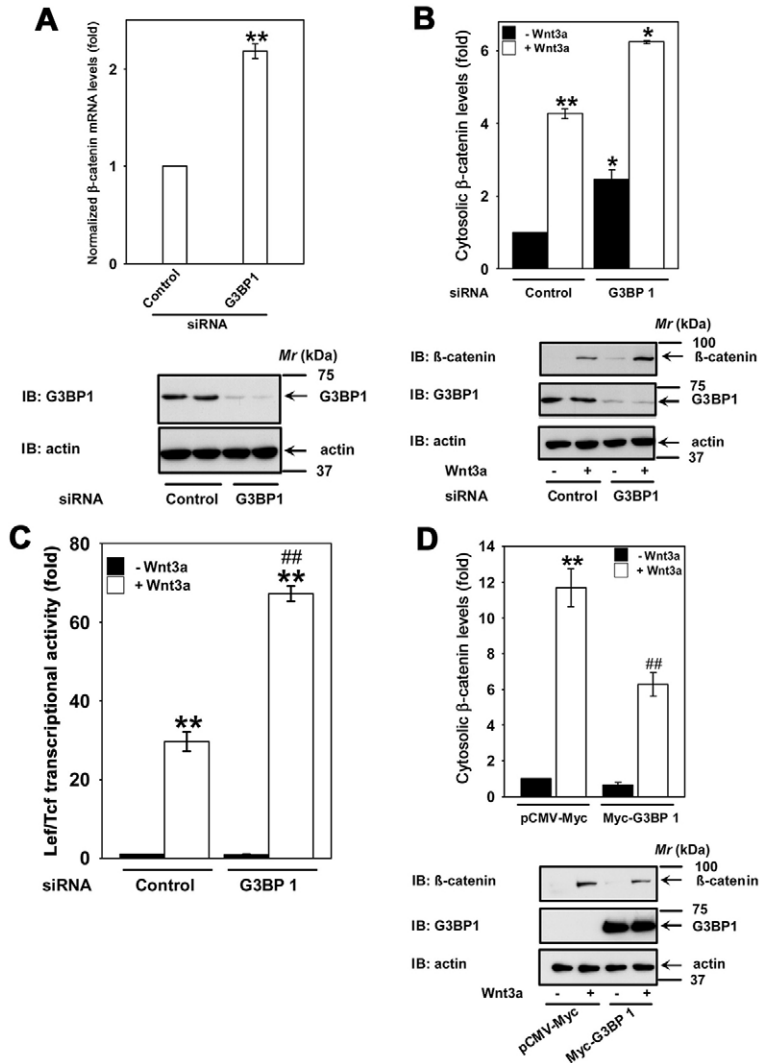 A
Normalized β-catenin mRNA levels (fold)
2
1
0
**
Control
G3BP1
siRNA
Mr (kDa)
75
IB: G3BP1
G3BP1
IB: actin
actin
37
siRNA
Control
G3BP1
B
Cytosolic β-catenin levels (fold)
- Wnt3a
+ Wnt3a
6
4
2
0
**
*
*
siRNA
Control
G3BP 1
Mr (kDa)
100
IB: ß-catenin
ß-catenin
75
IB: G3BP1
G3BP1
IB: actin
actin
37
Wnt3a - + - +
siRNA
Control
G3BP1
C
Lef/Tcf transcriptional activity (fold)
- Wnt3a
+ Wnt3a
80
60
40
20
0
**
##
**
siRNA
Control
G3BP 1
D
Cytosolic β-catenin levels (fold)
- Wnt3a
+ Wnt3a
14
12
10
8
6
4
2
0
**
##
pCMV-Myc
Myc-G3BP 1
Mr (kDa)
100
IB: ß-catenin
ß-catenin
75
IB: G3BP1
G3BP1
IB: actin
actin
37
Wnt3a - + - +
pCMV-Myc
Myc-G3BP 1